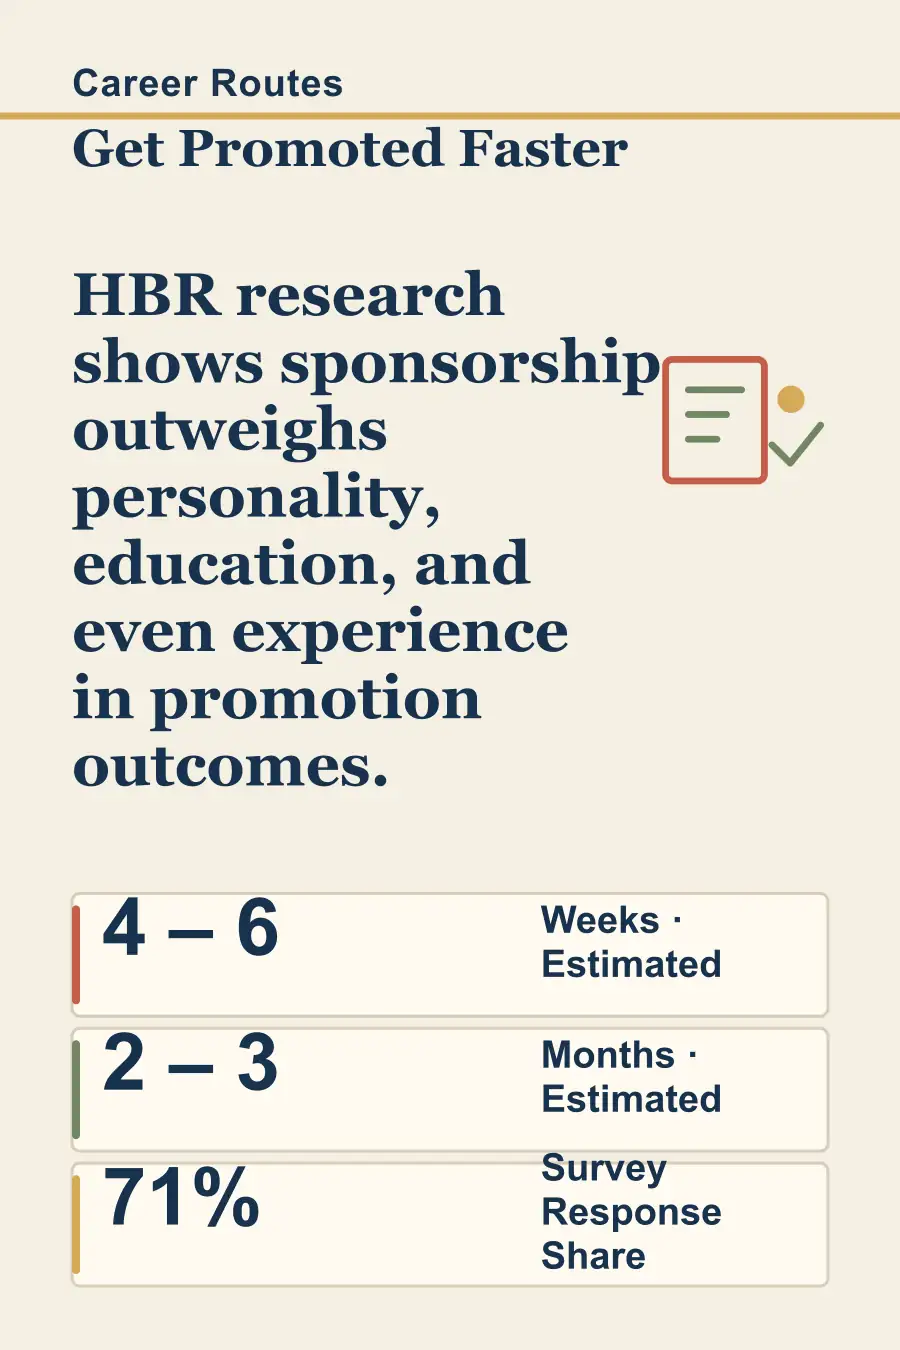 Career Routes
Get Promoted Faster
HBR research
shows sponsorship
outweighs
personality,
education, and
even experience
in promotion
outcomes.
4 – 6
Weeks ·
Estimated
2 – 3
Months ·
Estimated
71%
Survey
Response
Share